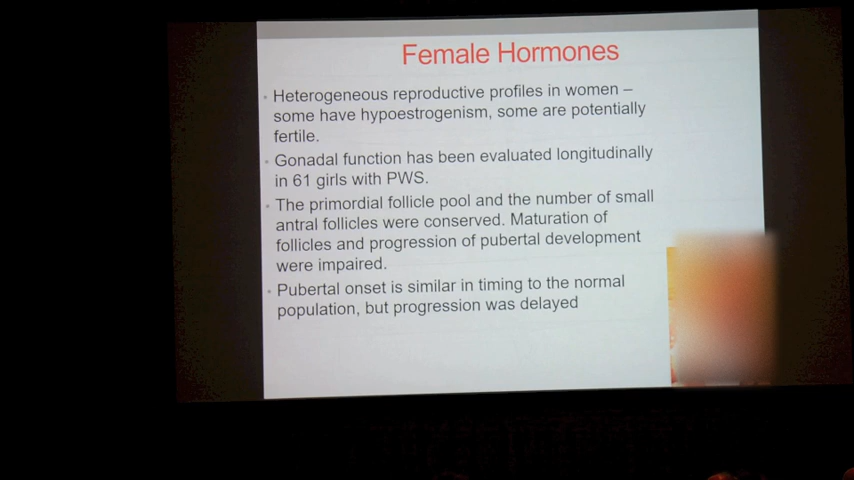 Female Hormones
• Heterogeneous reproductive profiles in women –
some have hypoestrogenism, some are potentially
fertile.
• Gonadal function has been evaluated longitudinally
in 61 girls with PWS.
• The primordial follicle pool and the number of small
antral follicles were conserved. Maturation of
follicles and progression of pubertal development
were impaired.
• Pubertal onset is similar in timing to the normal
population, but progression was delayed